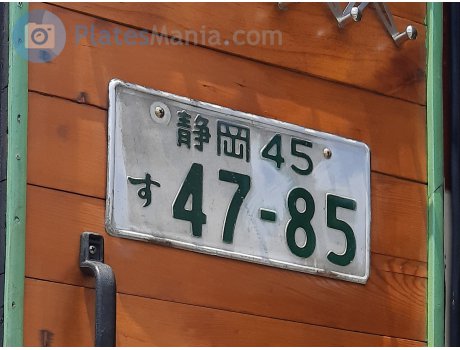 PlatesMania.com
静岡 45
す 47-85